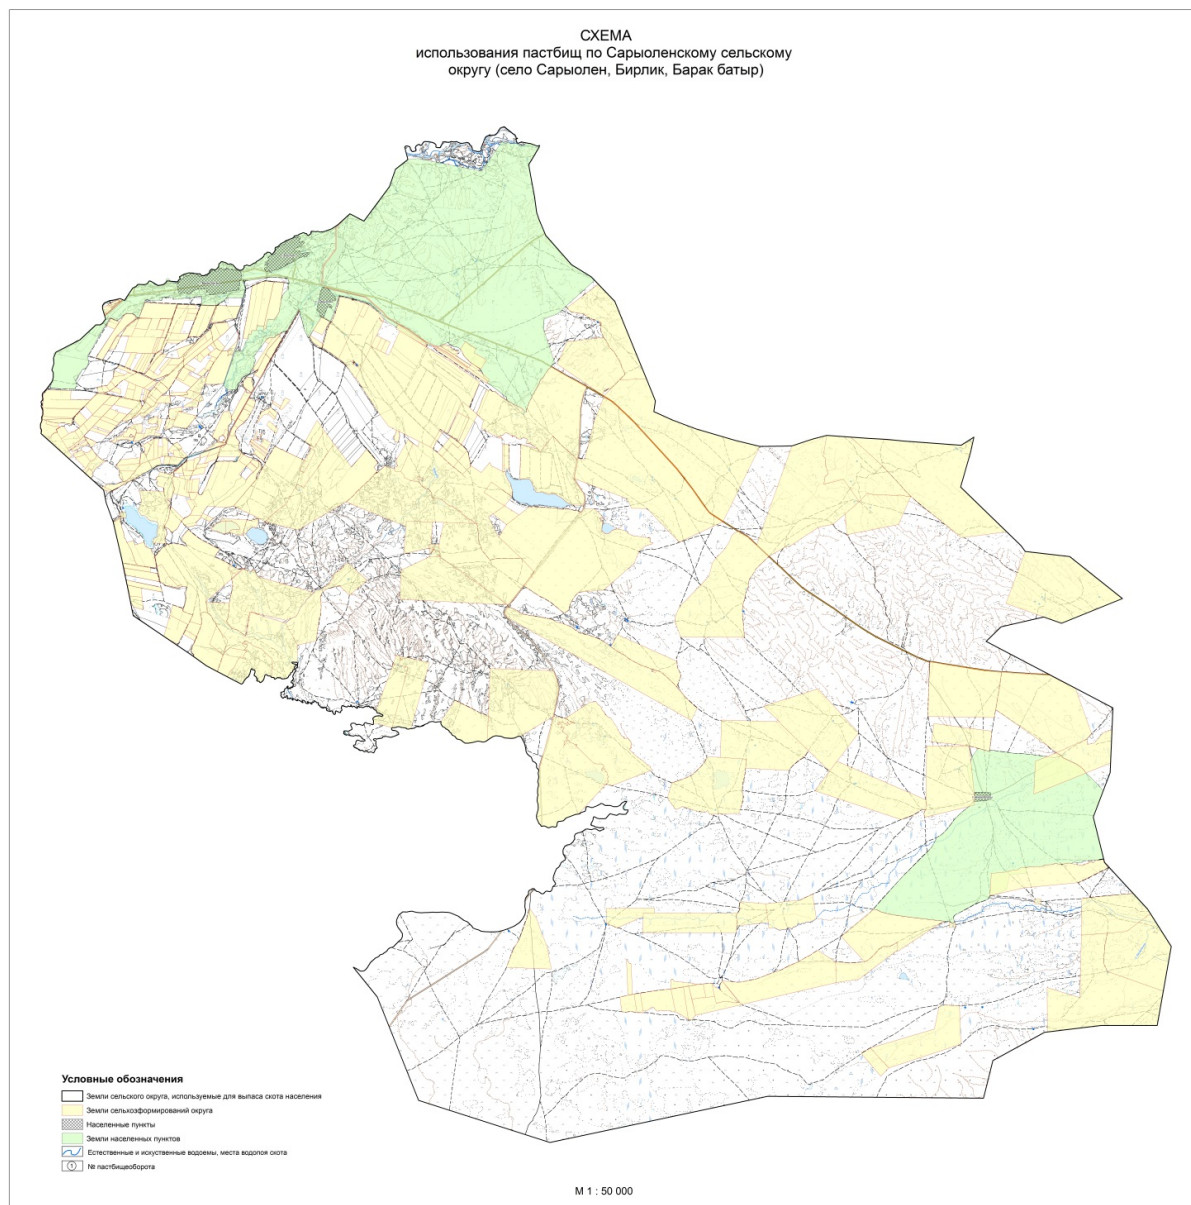 СХЕМА
использования пастбищ по Сарыоленскому сельскому
округу (село Сарыолен, Бирлик, Барак батыр)
Условные обозначения
Земли сельского округа, используемые для выпаса скота населения
Земли сельхозформирований округа
Населенные пункты
Земли населенных пунктов
Естественные и искуственные водоемы, места водопоя скота
1 № пастбищеоборота
М 1 : 50 000